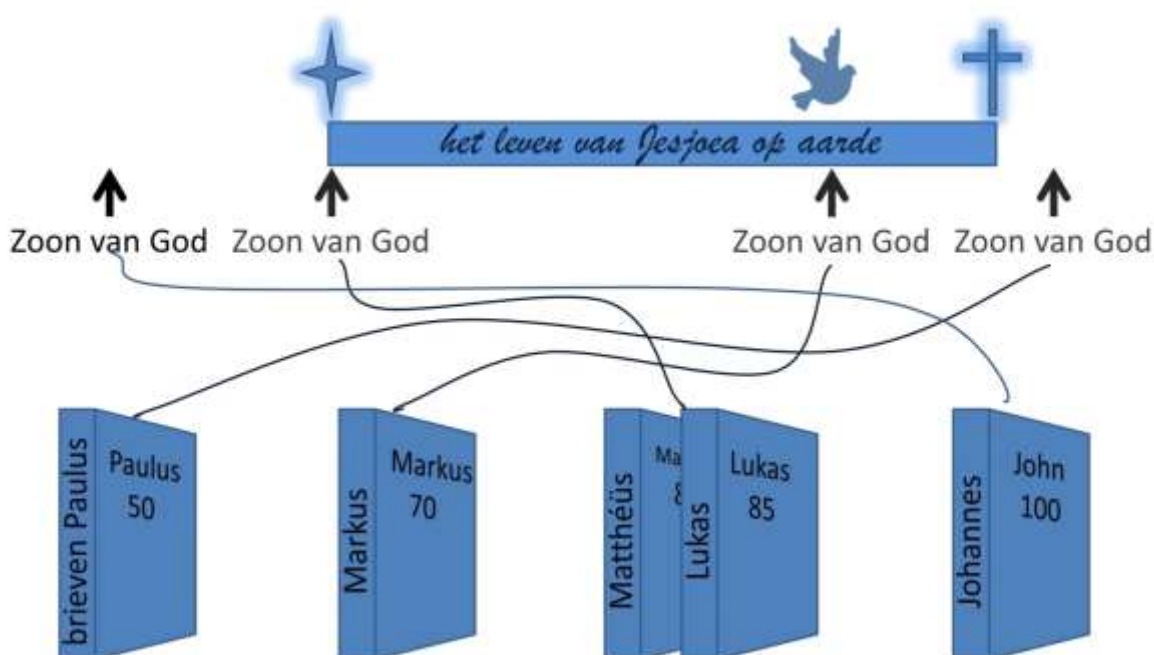 het leven van Jesjoea op aarde
Zoon van God
Zoon van God
Zoon van God
Zoon van God
brieven Paulus
Paulus
50
Markus
Markus
70
Matthéüs
Lukas
Lukas
85
Johannes
John
100